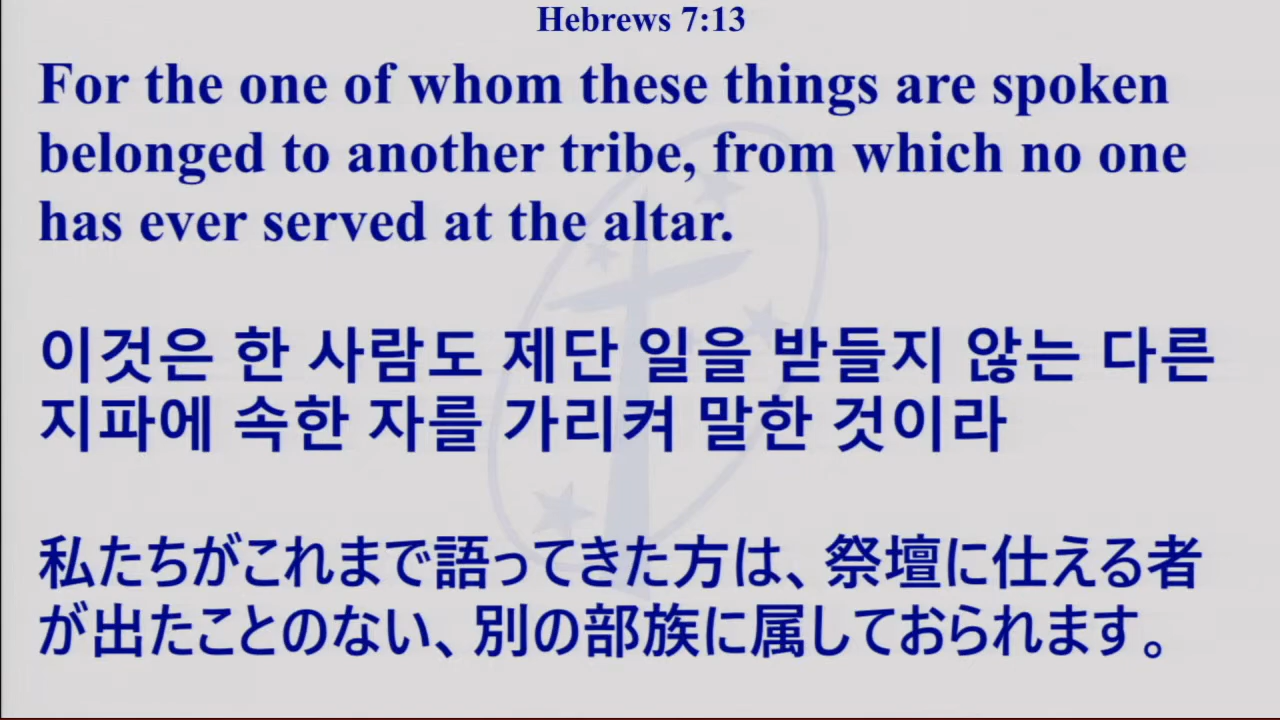 Hebrews 7:13
For the one of whom these things are spoken
belonged to another tribe, from which no one
has ever served at the altar.
이것은 한 사람도 제단 일을 받들지 않는 다른
지파에 속한 자를 가리켜 말한 것이라
私たちがこれまで語ってきた方は、祭壇に仕える者
が出たことのない、別の部族に属しておられます。